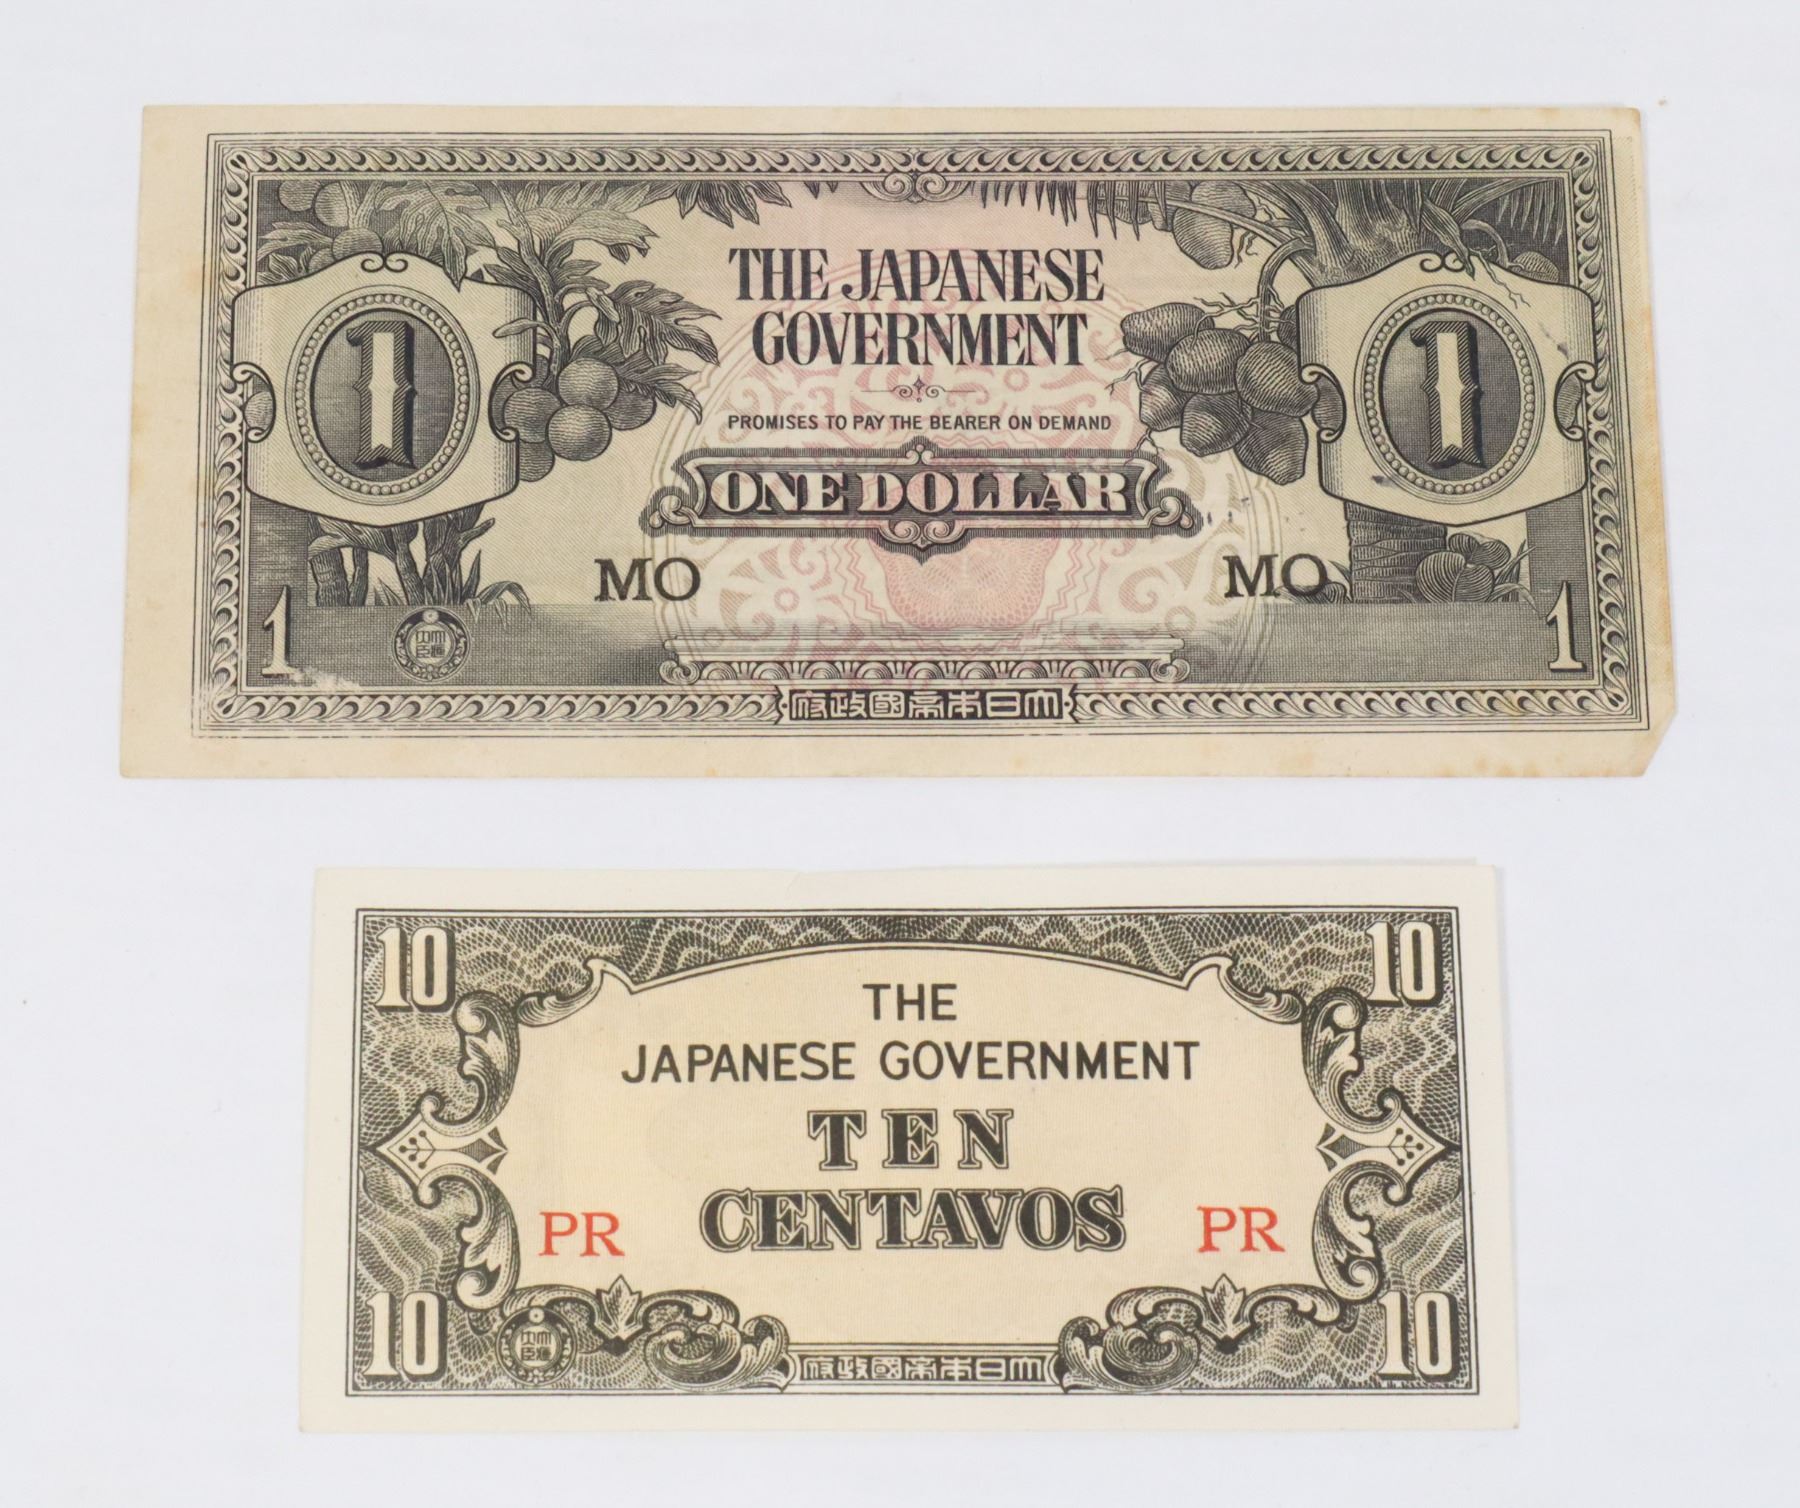 THE JAPANESE
GOVERNMENT
PROMISES TO PAY THE BEARER ON DEMAND
1 ONE DOLLAR 1
MO MO
1 1
府政國帝本日大
10 10
THE
JAPANESE GOVERNMENT
TEN
CENTAVOS
PR PR
10 10
府政國帝本日大